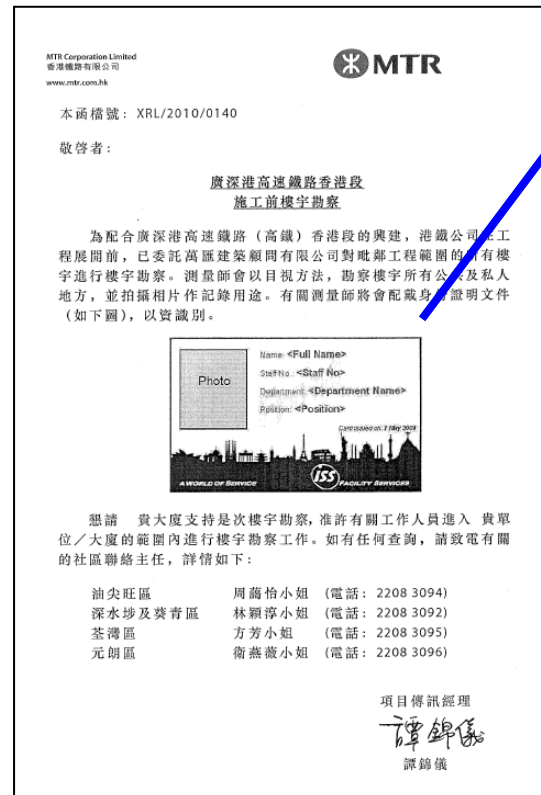 MTR Corporation Limited
香港鐵路有限公司
www.mtr.com.hk
MTR
本函檔號: XRL/2010/0140
敬啓者:
廣深港高速鐵路香港段
施工前樓宇勘察
為配合廣深港高速鐵路（高鐵）香港段的興建，港鐵公司在工
程展開前，已委託萬匯建築顧問有限公司對毗鄰工程範圍的所有樓
宇進行樓宇勘察。測量師會以目視方法，勘察樓宇所有公共及私人
地方，並拍攝相片作記錄用途。有關測量師將會配戴身份證明文件
（如下圖），以資識別。
Photo
Name: <Full Name>
Staff No.: <Staff No>
Department: <Department Name>
Position: <Position>
Card issued on: 1 May 2009
A WORLD OF SERVICE
ISS
FACILITY SERVICES
懇請 貴大廈支持是次樓宇勘察，准許有關工作人員進入 貴單
位／大廈的範圍內進行樓宇勘察工作。如有任何查詢，請致電有關
的社區聯絡主任，詳情如下:
油尖旺區 周藹怡小姐 (電話: 2208 3094)
深水埗及葵青區 林穎淳小姐 (電話: 2208 3092)
荃灣區 方芳小姐 (電話: 2208 3095)
元朗區 衛燕薇小姐 (電話: 2208 3096)
項目傳訊經理
譚錦儀
譚錦儀